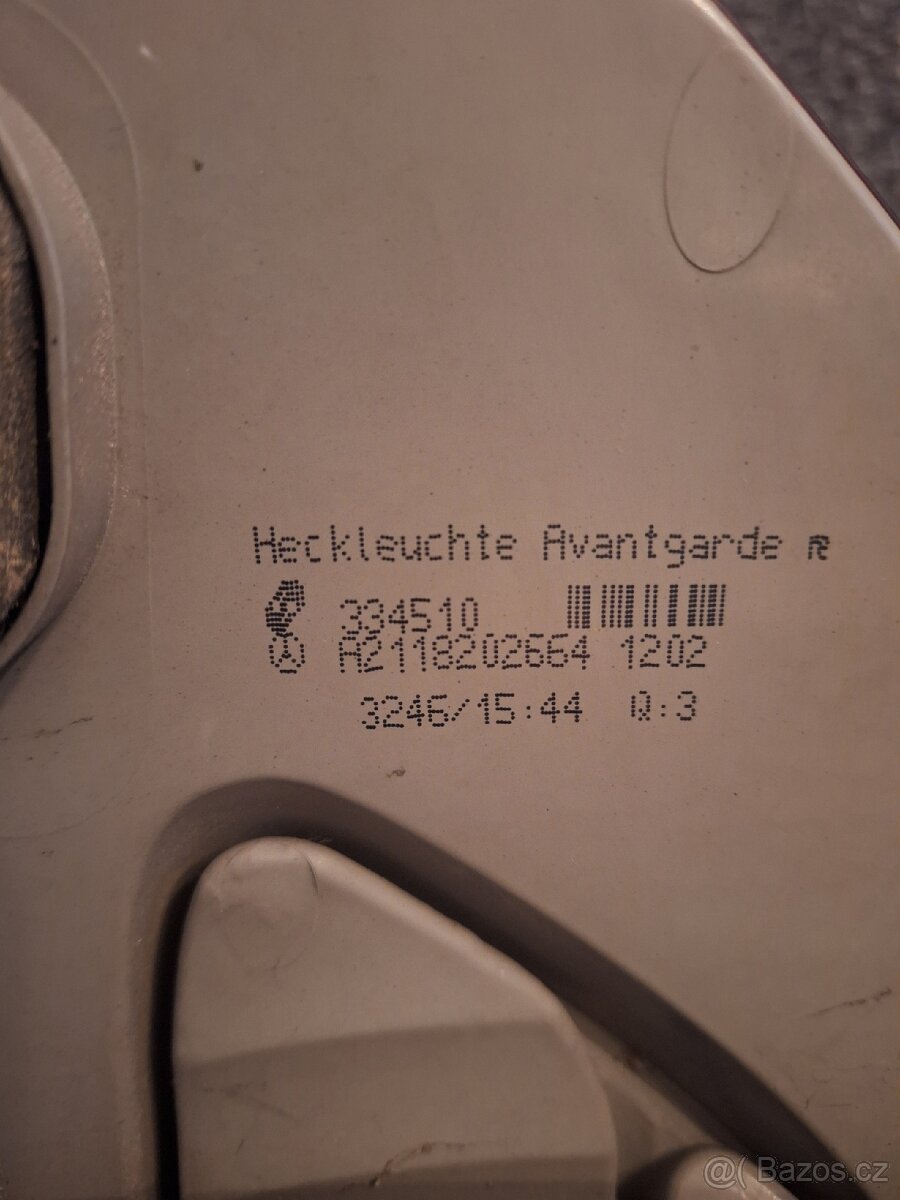 Heckleuchte Avantgarde R
334510
A2118202664 1202
3246/15:44 Q:3
@( Bazos.cz